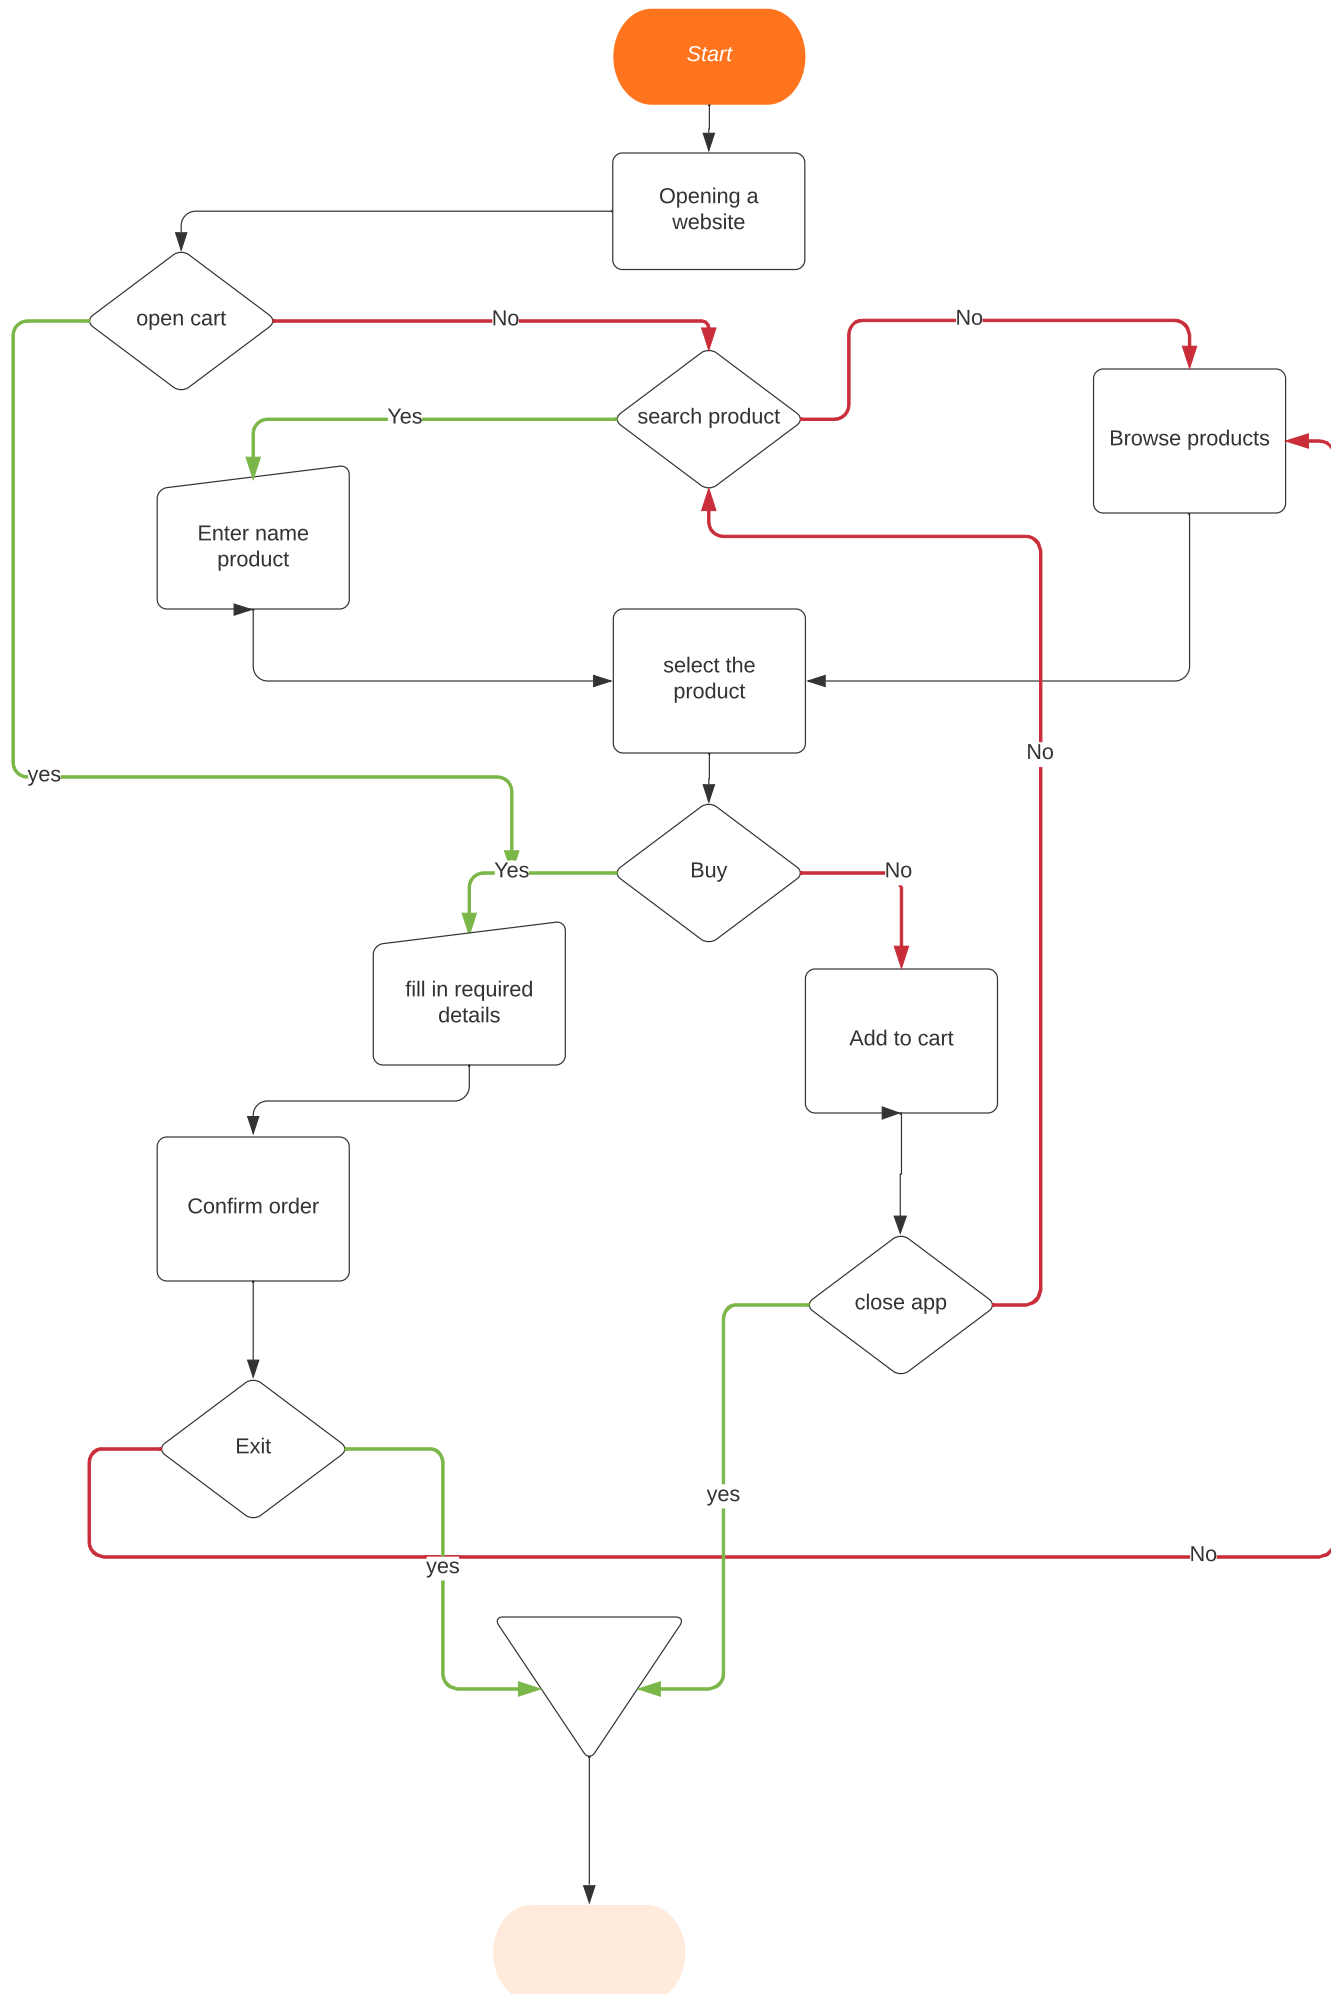 Start
Opening a
website
open cart
No
No
search product
Yes
Browse products
Enter name
product
select the
product
No
yes
Buy
Yes
No
fill in required
details
Add to cart
Confirm order
close app
Exit
yes
No
yes